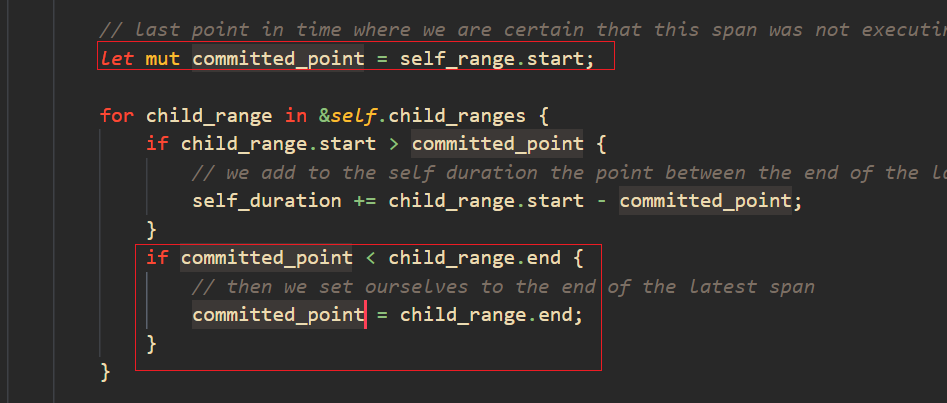 // last point in time where we are certain that this span was not executin
let mut committed_point = self_range.start;
for child_range in &self.child_ranges {
if child_range.start > committed_point {
// we add to the self duration the point between the end of the la
self_duration += child_range.start - committed_point;
}
if committed_point < child_range.end {
// then we set ourselves to the end of the latest span
committed_point = child_range.end;
}
}